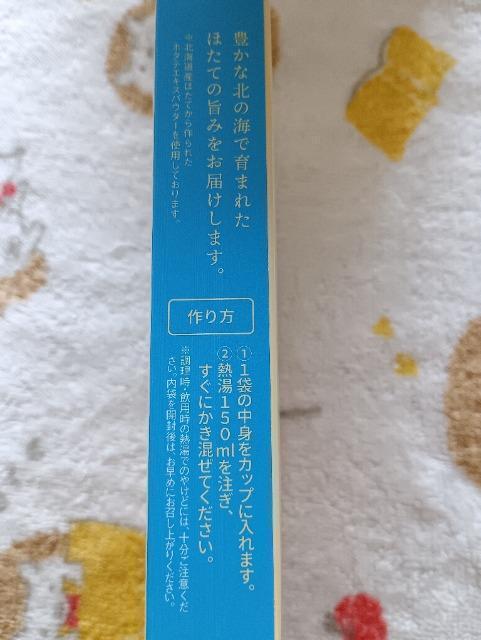 豊かな北の海で育まれた
ほたての旨みをお届けします。
※北海道産ほたてから作られた
ホタテエキスパウダーを使用しております。
作り方
①1袋の中身をカップに入れます。
②熱湯150mlを注ぎ、
すぐにかき混ぜてください。
※調理時・飲用時の熱湯でのやけどには、十分ご注意くだ
さい。内袋を開封後は、お早めにお召し上がりください。